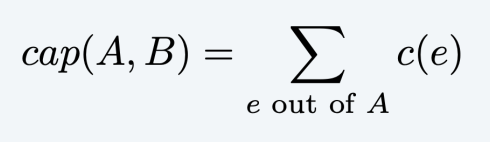 cap(A, B) = ∑ c(e)
e out of A